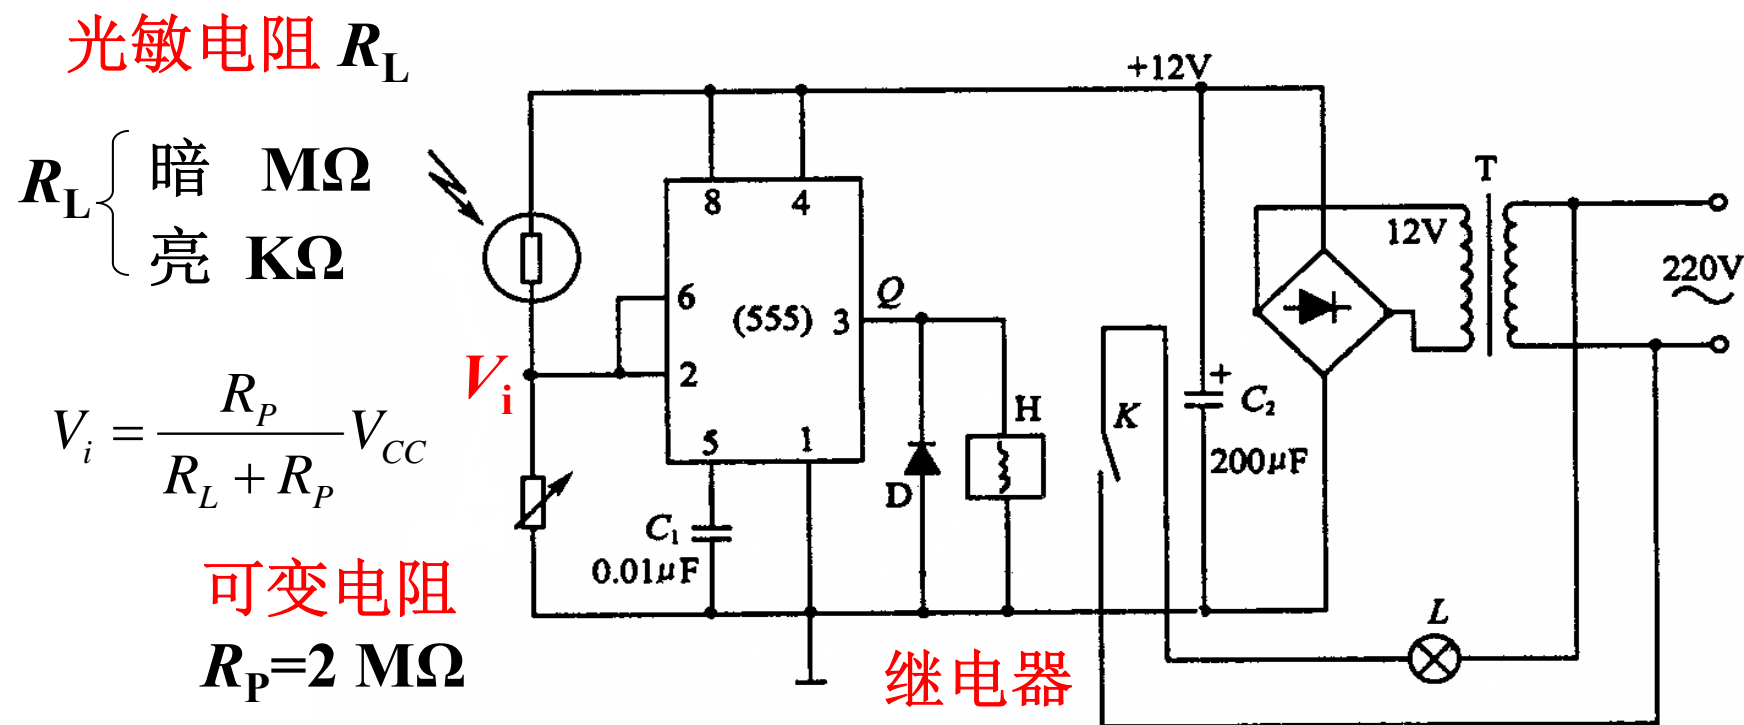 光敏电阻 RL
RL
暗 MΩ
亮 KΩ
Vi = RP / (RL + RP) VCC
可变电阻
RP=2 MΩ
Vi
+12V
8
4
6
(555)
3
Q
2
5
1
C1
0.01μF
D
H
继电器
K
+
C2
200μF
12V
T
220V
L